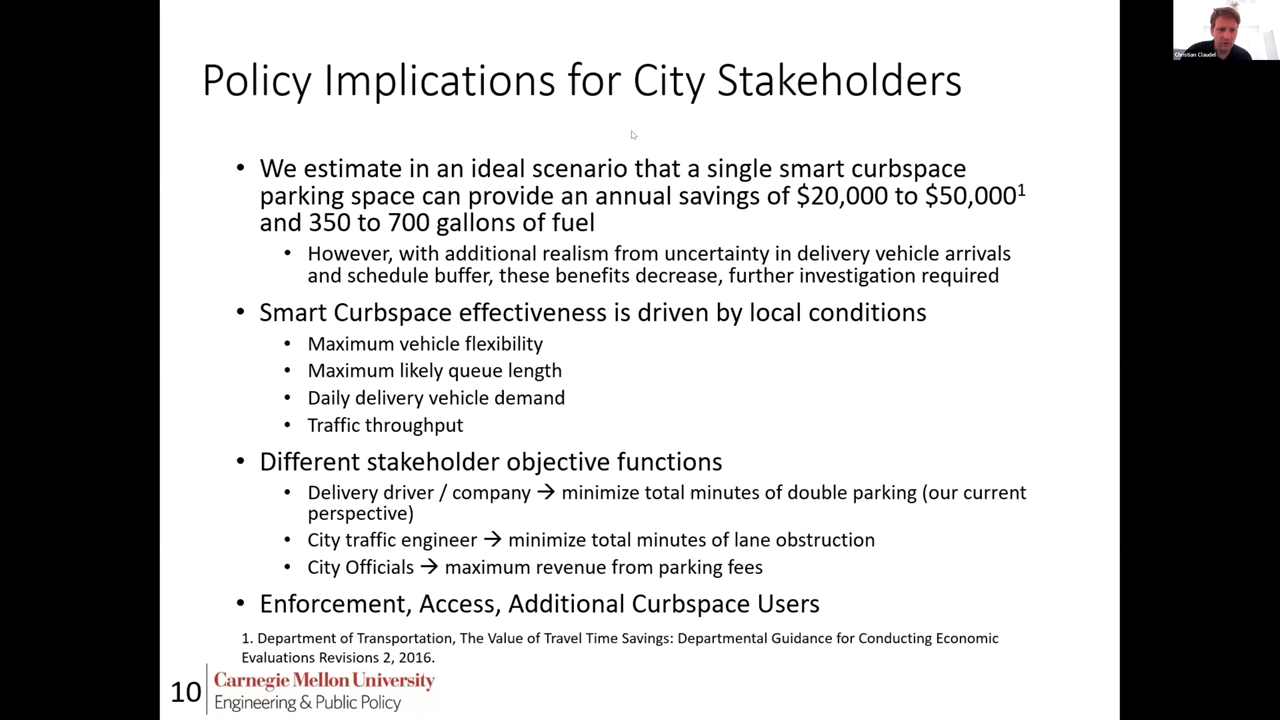 Christian Claudel
Policy Implications for City Stakeholders
• We estimate in an ideal scenario that a single smart curbspace
parking space can provide an annual savings of $20,000 to $50,000¹
and 350 to 700 gallons of fuel
• However, with additional realism from uncertainty in delivery vehicle arrivals
and schedule buffer, these benefits decrease, further investigation required
• Smart Curbspace effectiveness is driven by local conditions
• Maximum vehicle flexibility
• Maximum likely queue length
• Daily delivery vehicle demand
• Traffic throughput
• Different stakeholder objective functions
• Delivery driver / company → minimize total minutes of double parking (our current
perspective)
• City traffic engineer → minimize total minutes of lane obstruction
• City Officials → maximum revenue from parking fees
• Enforcement, Access, Additional Curbspace Users
1. Department of Transportation, The Value of Travel Time Savings: Departmental Guidance for Conducting Economic
Evaluations Revisions 2, 2016.
10
Carnegie Mellon University
Engineering & Public Policy